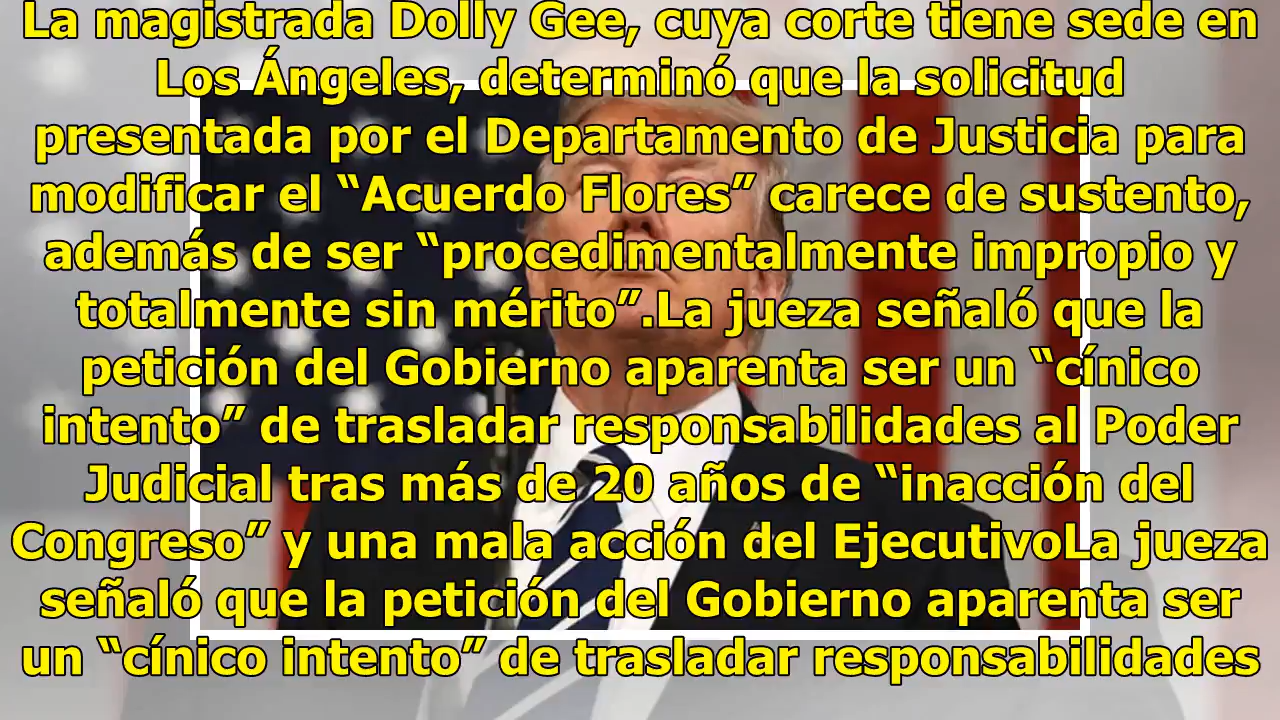 La magistrada Dolly Gee, cuya corte tiene sede en
Los Ángeles, determinó que la solicitud
presentada por el Departamento de Justicia para
modificar el “Acuerdo Flores” carece de sustento,
además de ser “procedimentalmente impropio y
totalmente sin mérito”.La jueza señaló que la
petición del Gobierno aparenta ser un “cínico
intento” de trasladar responsabilidades al Poder
Judicial tras más de 20 años de “inacción del
Congreso” y una mala acción del EjecutivoLa jueza
señaló que la petición del Gobierno aparenta ser
un “cínico intento” de trasladar responsabilidades